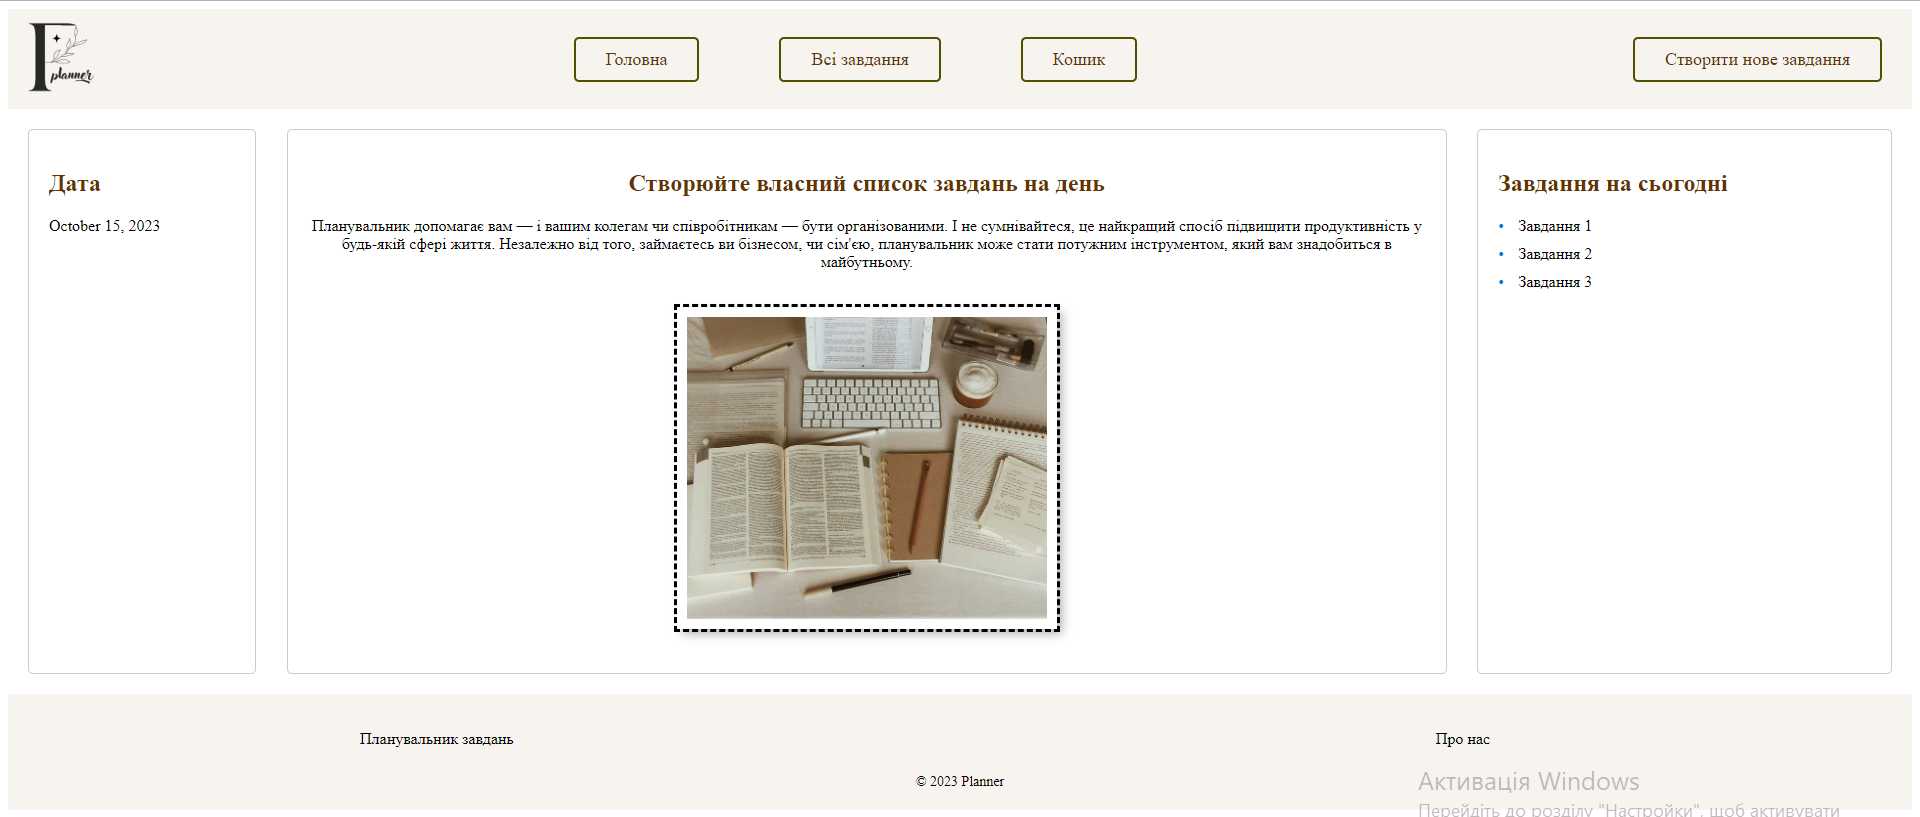 planner
Головна
Всі завдання
Кошик
Створити нове завдання
Дата
October 15, 2023
Створюйте власний список завдань на день
Планувальник допомагає вам — і вашим колегам чи співробітникам — бути організованими. І не сумнівайтеся, це найкращий спосіб підвищити продуктивність у
будь-якій сфері життя. Незалежно від того, займаєтесь ви бізнесом, чи сім'єю, планувальник може стати потужним інструментом, який вам знадобиться в
майбутньому.
Завдання на сьогодні
• Завдання 1
• Завдання 2
• Завдання 3
Планувальник завдань
Про нас
© 2023 Planner
Активація Windows
Перейдіть до розділу "Настройки", щоб активувати